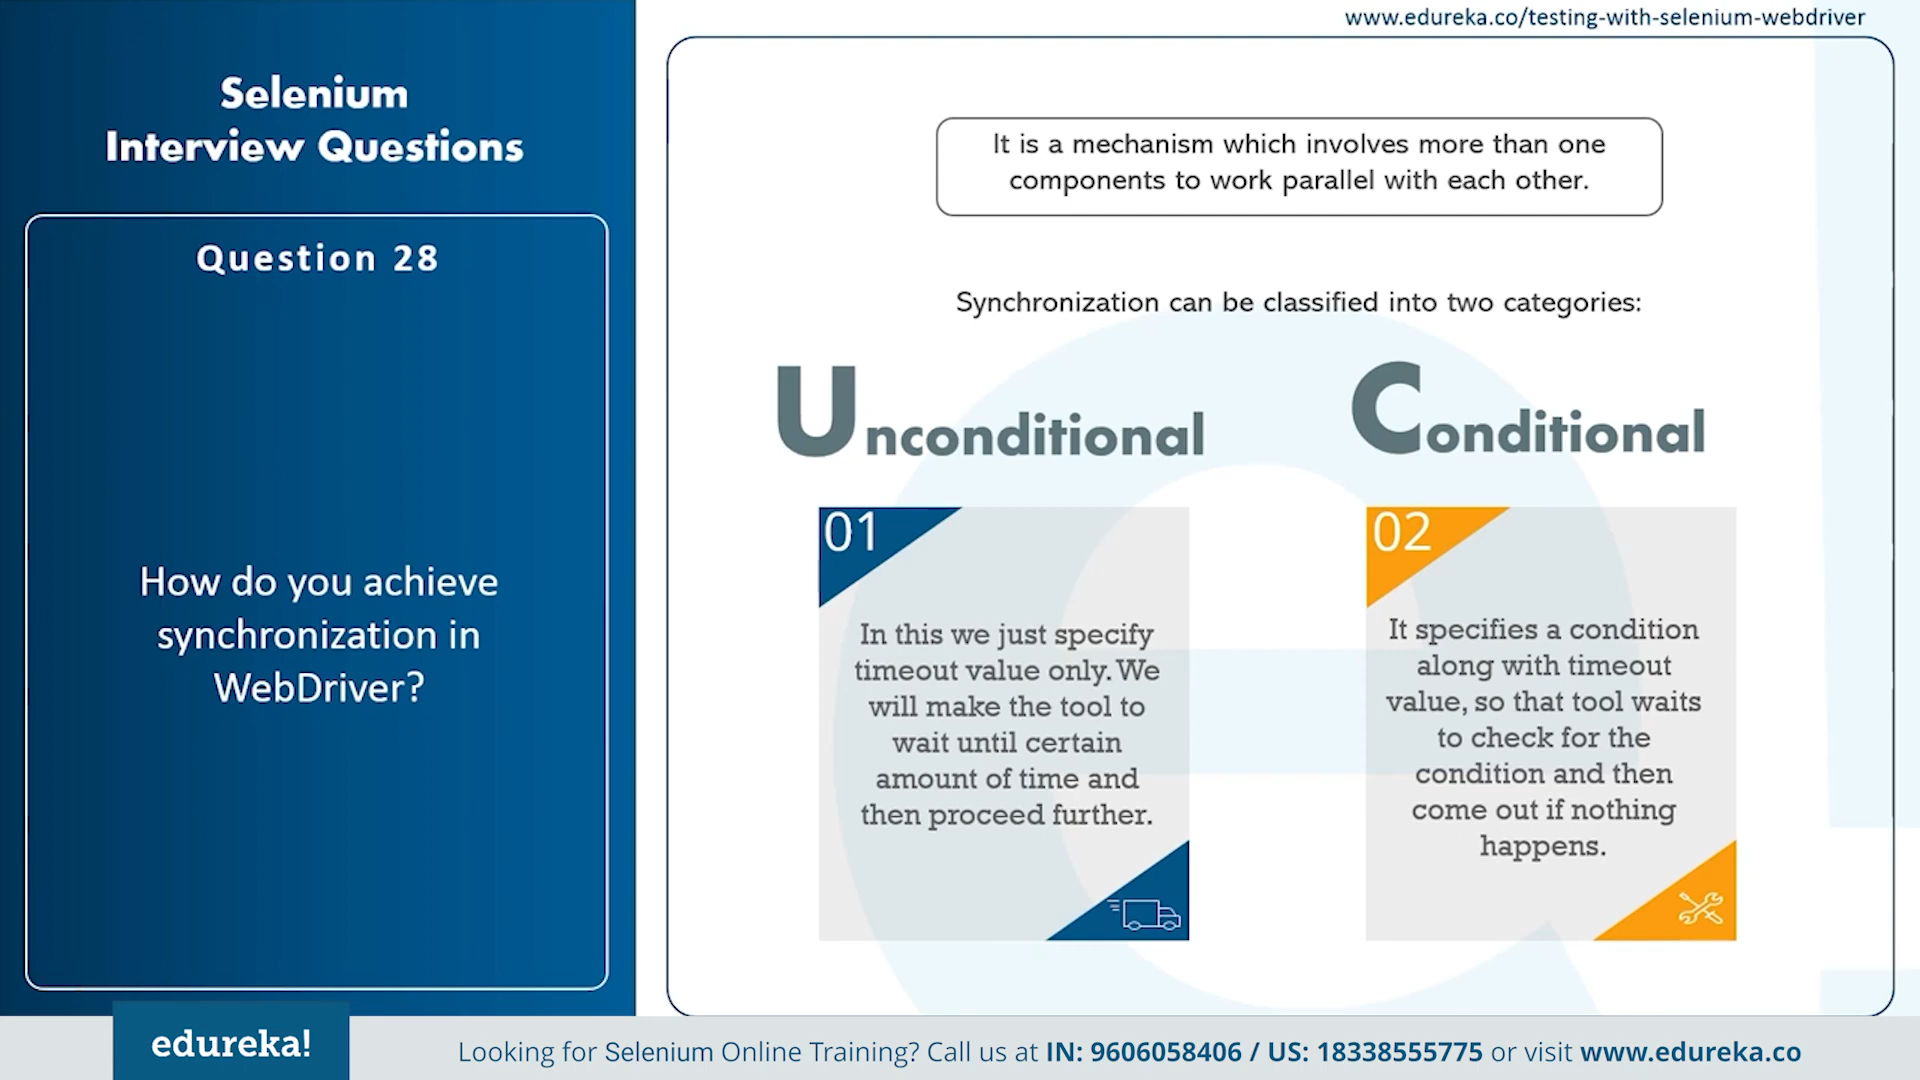 www.edureka.co/testing-with-selenium-webdriver
Selenium
Interview Questions
Question 28
How do you achieve
synchronization in
WebDriver?
It is a mechanism which involves more than one
components to work parallel with each other.
Synchronization can be classified into two categories:
Unconditional
01
In this we just specify
timeout value only. We
will make the tool to
wait until certain
amount of time and
then proceed further.
Conditional
02
It specifies a condition
along with timeout
value, so that tool waits
to check for the
condition and then
come out if nothing
happens.
edureka!
Looking for Selenium Online Training? Call us at IN: 9606058406 / US: 18338555775 or visit www.edureka.co